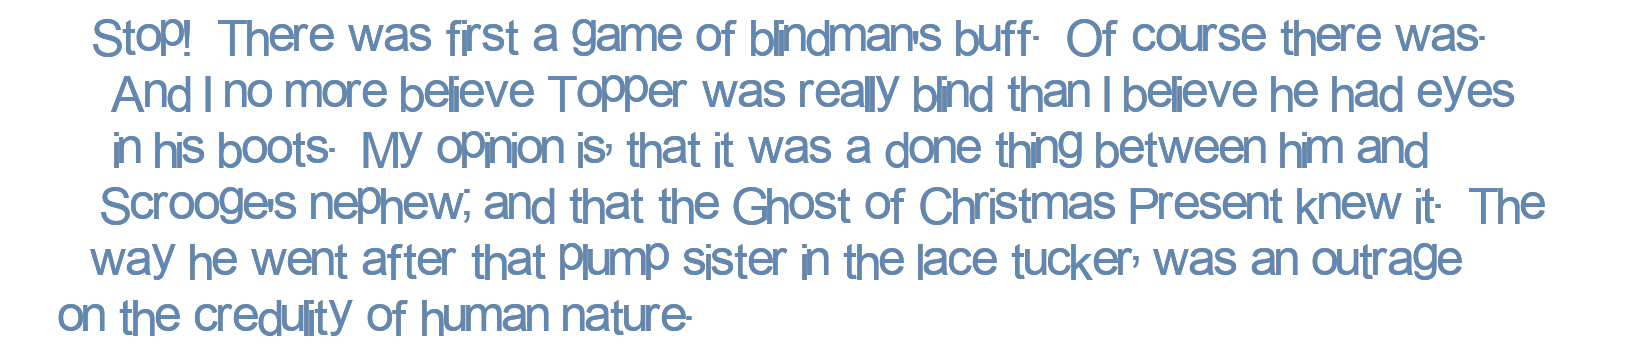 Stop!  There was first a game of blindman's buff.  Of course there was.
And I no more believe Topper was really blind than I believe he had eyes
in his boots.  My opinion is, that it was a done thing between him and
Scrooge's nephew; and that the Ghost of Christmas Present knew it.  The
way he went after that plump sister in the lace tucker, was an outrage
on the credulity of human nature.